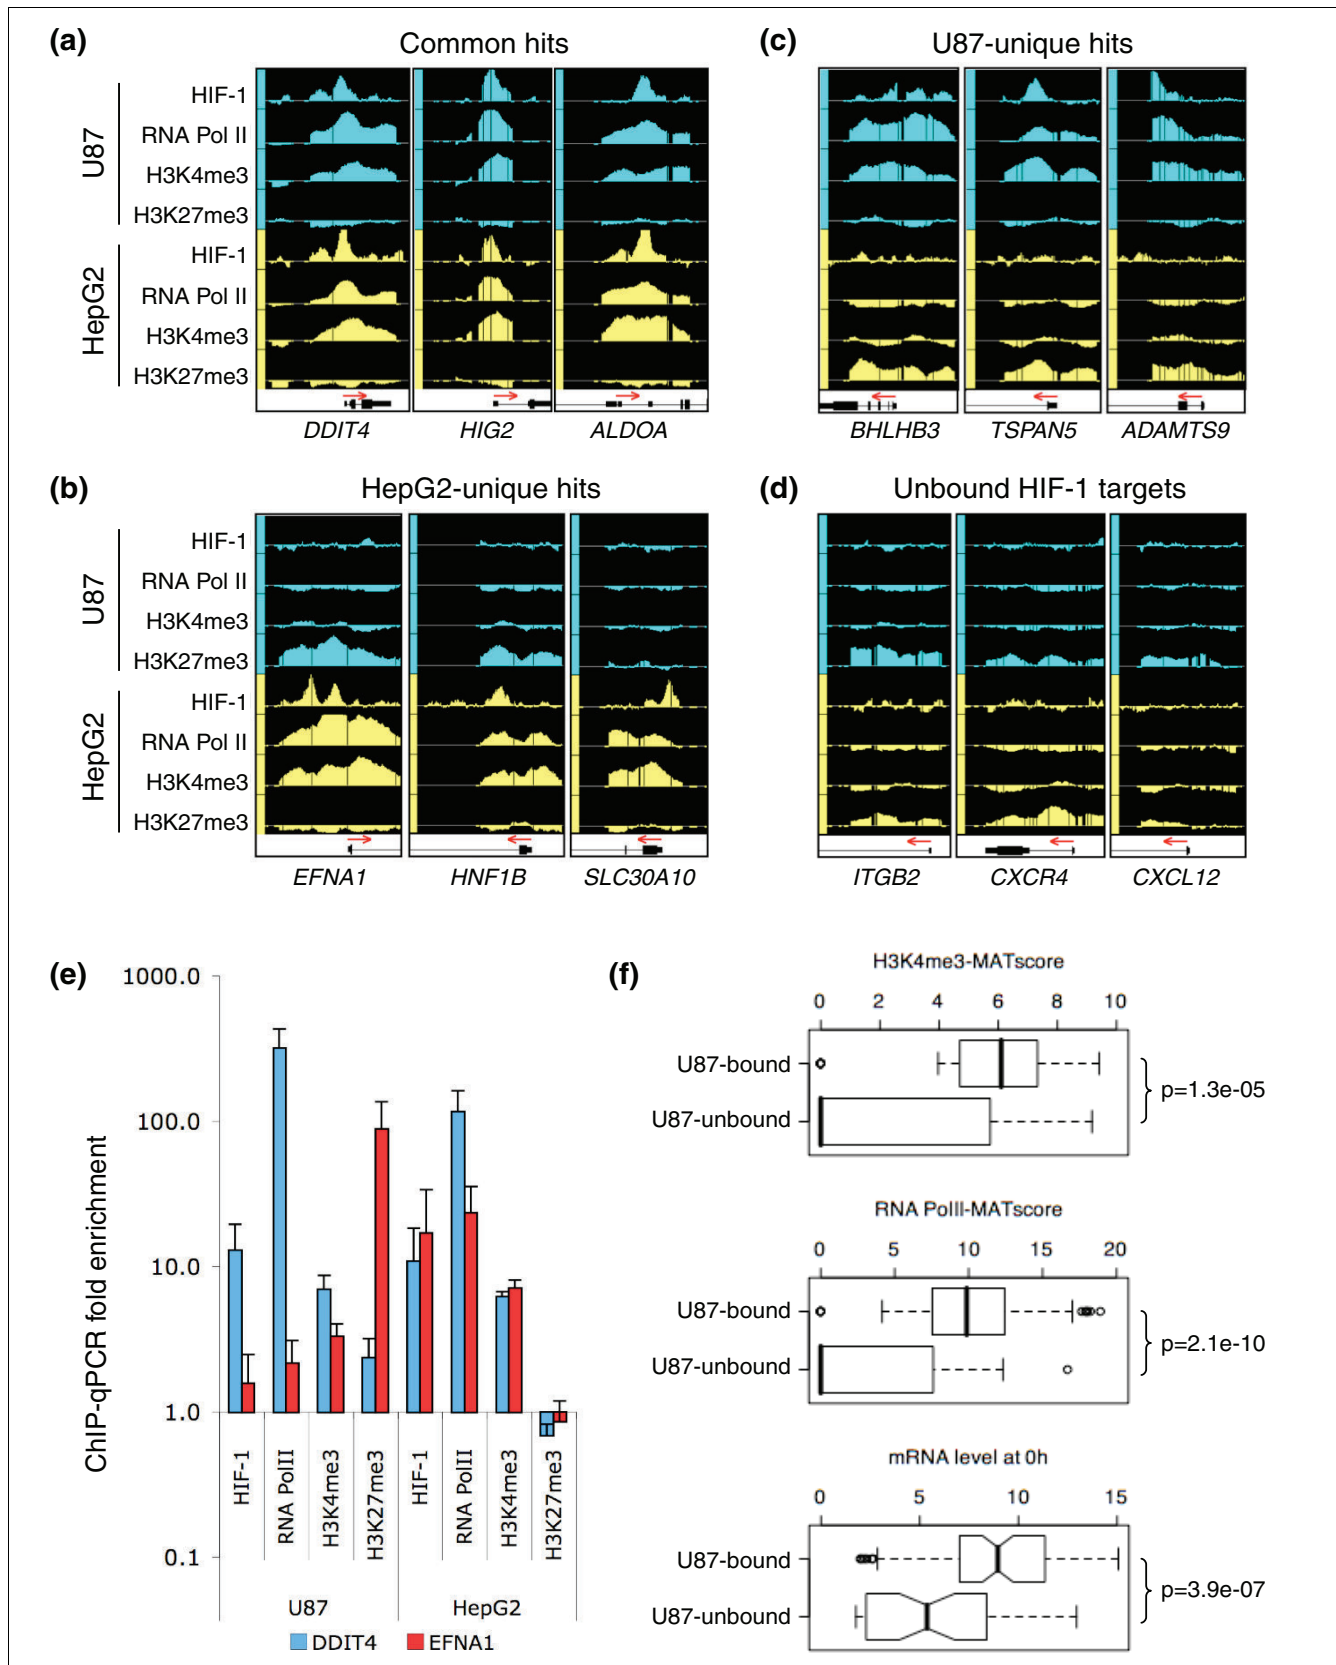 (a) Common hits
U87
HIF-1
RNA Pol II
H3K4me3
H3K27me3
HepG2
HIF-1
RNA Pol II
H3K4me3
H3K27me3
DDIT4 HIG2 ALDOA
(c) U87-unique hits
BHLHB3 TSPAN5 ADAMTS9
(b) HepG2-unique hits
U87
HIF-1
RNA Pol II
H3K4me3
H3K27me3
HepG2
HIF-1
RNA Pol II
H3K4me3
H3K27me3
EFNA1 HNF1B SLC30A10
(d) Unbound HIF-1 targets
ITGB2 CXCR4 CXCL12
(e)
ChIP-qPCR fold enrichment
1000.0
100.0
10.0
1.0
0.1
HIF-1
RNA PolII
H3K4me3
H3K27me3
HIF-1
RNA PolII
H3K4me3
H3K27me3
U87 HepG2
DDIT4 EFNA1
(f)
H3K4me3-MATscore
0 2 4 6 8 10
U87-bound
U87-unbound
p=1.3e-05
RNA PolII-MATscore
0 5 10 15 20
U87-bound
U87-unbound
p=2.1e-10
mRNA level at 0h
0 5 10 15
U87-bound
U87-unbound
p=3.9e-07